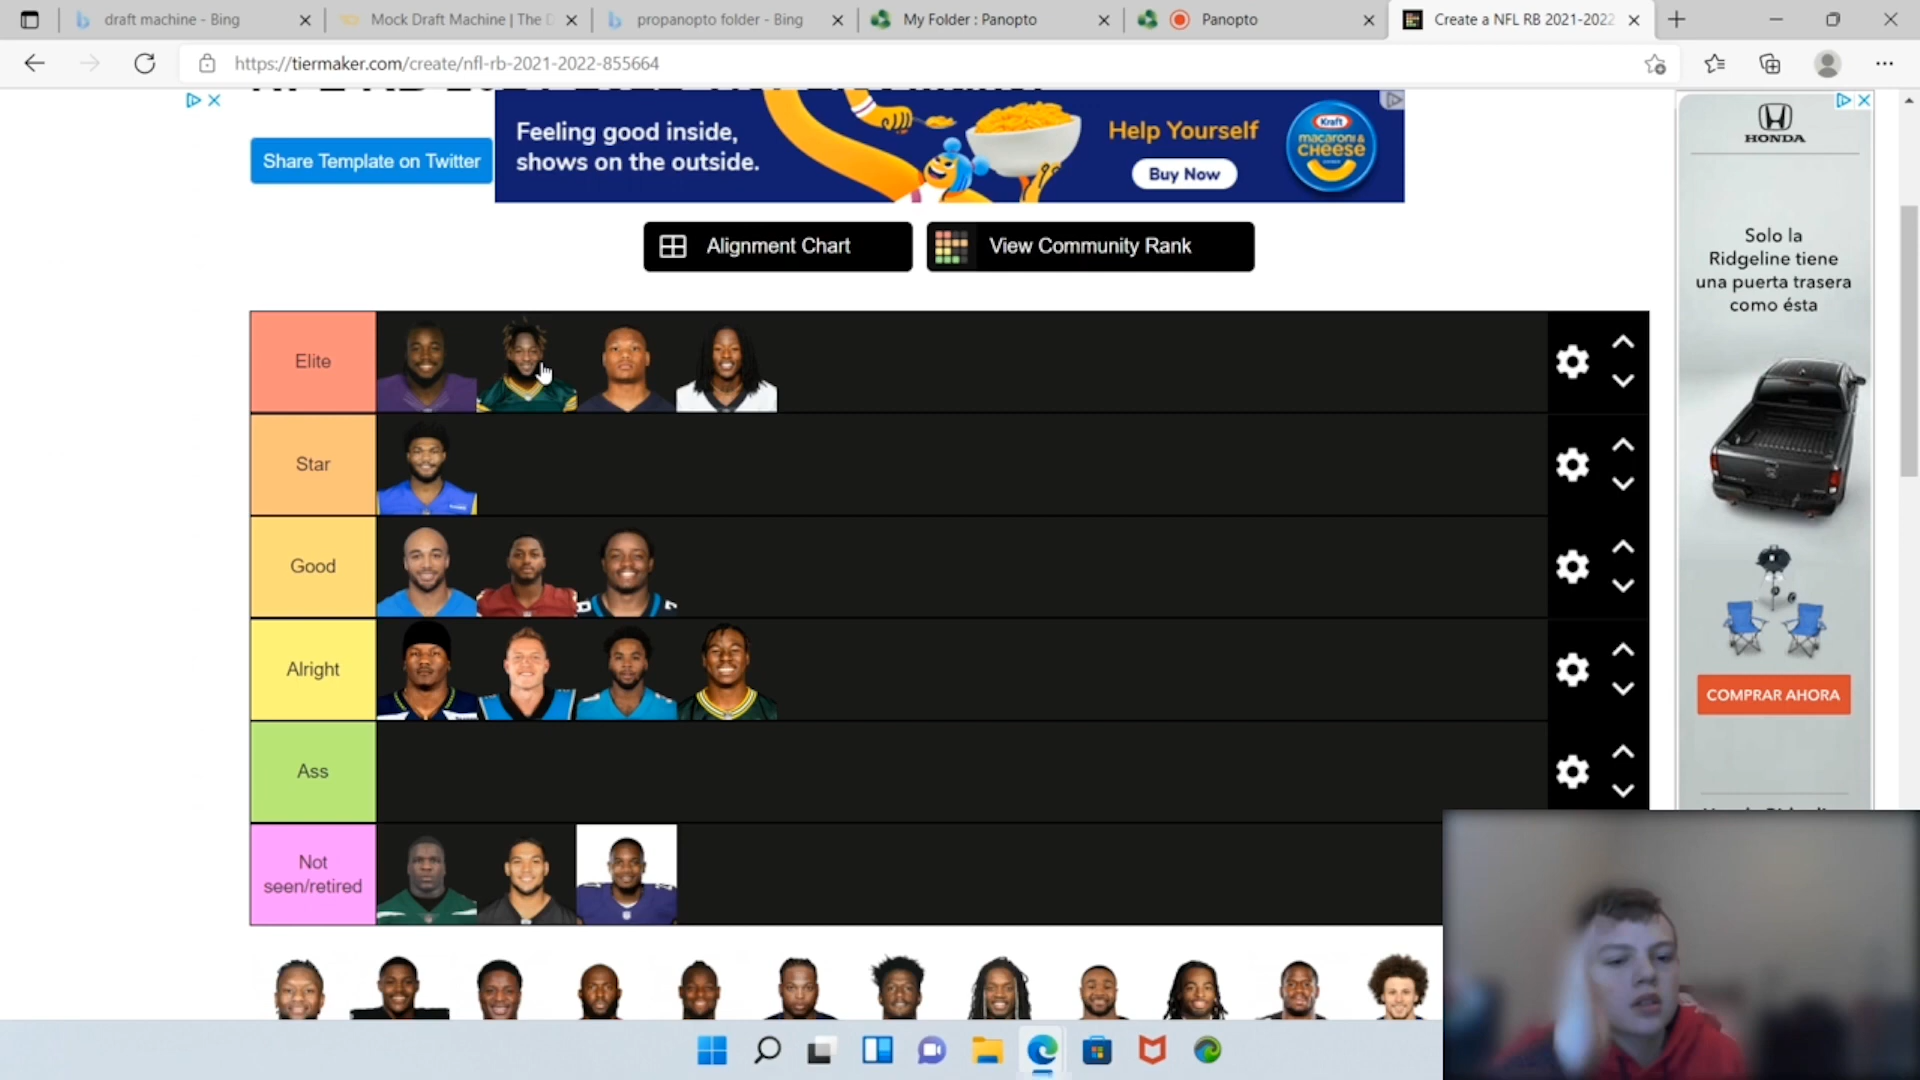 draft machine - Bing
Mock Draft Machine | The D
propanopto folder - Bing
My Folder : Panopto
Panopto
Create a NFL RB 2021-2022
https://tiermaker.com/create/nfl-rb-2021-2022-855664
Share Template on Twitter
Feeling good inside,
shows on the outside.
Help Yourself
Buy Now
Kraft
macaroni &
CHEESE
HONDA
Solo la
Ridgeline tiene
una puerta trasera
como ésta
COMPRAR AHORA
Alignment Chart
View Community Rank
Elite
Star
Good
Alright
Ass
Not
seen/retired